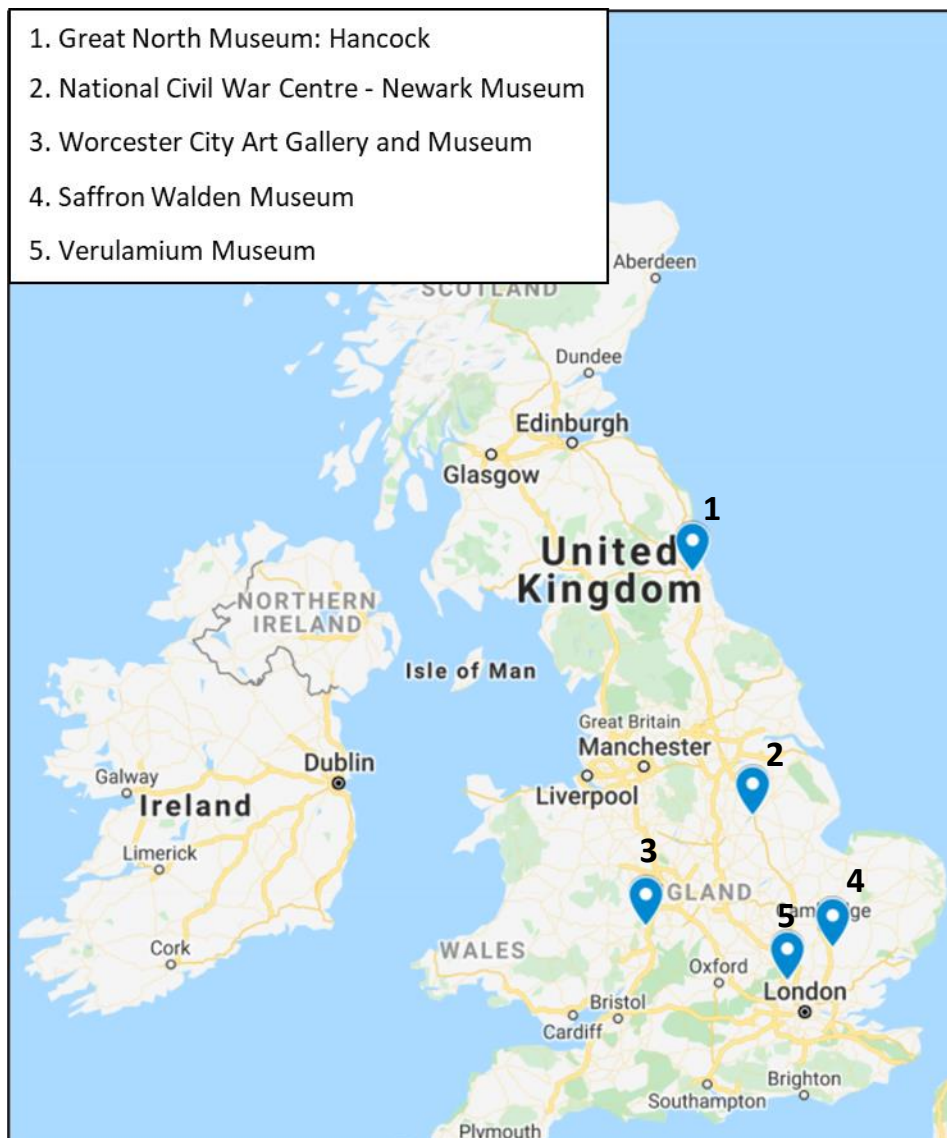 1. Great North Museum: Hancock
2. National Civil War Centre - Newark Museum
3. Worcester City Art Gallery and Museum
4. Saffron Walden Museum
5. Verulamium Museum
Aberdeen
SCOTLAND
Dundee
Edinburgh
Glasgow
1
United
Kingdom
NORTHERN
IRELAND
Isle of Man
Great Britain
Manchester
2
Dublin
Galway
Liverpool
Ireland
Limerick
3
GLAND
4
Cambridge
5
Cork
WALES
Oxford
London
Bristol
Cardiff
Brighton
Southampton
Plymouth